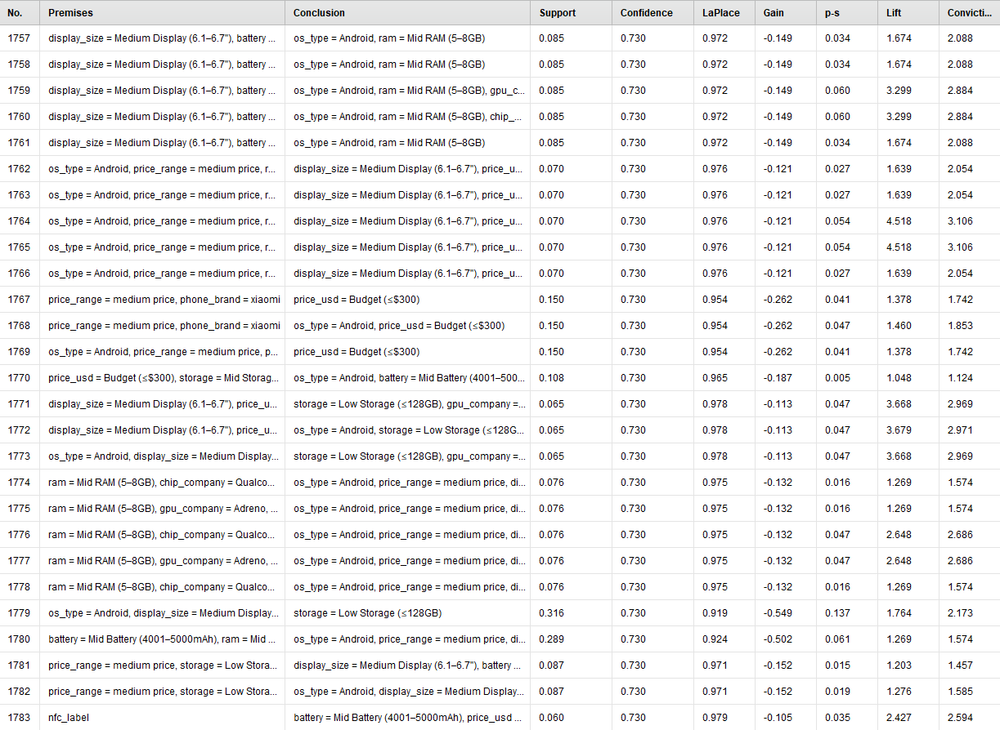 No. Premises Conclusion Support Confidence LaPlace Gain p-s Lift Convicti...
1757 display_size = Medium Display (6.1–6.7"), battery ... os_type = Android, ram = Mid RAM (5–8GB) 0.085 0.730 0.972 -0.149 0.034 1.674 2.088
1758 display_size = Medium Display (6.1–6.7"), battery ... os_type = Android, ram = Mid RAM (5–8GB) 0.085 0.730 0.972 -0.149 0.034 1.674 2.088
1759 display_size = Medium Display (6.1–6.7"), battery ... os_type = Android, ram = Mid RAM (5–8GB), gpu_c... 0.085 0.730 0.972 -0.149 0.060 3.299 2.884
1760 display_size = Medium Display (6.1–6.7"), battery ... os_type = Android, ram = Mid RAM (5–8GB), chip_... 0.085 0.730 0.972 -0.149 0.060 3.299 2.884
1761 display_size = Medium Display (6.1–6.7"), battery ... os_type = Android, ram = Mid RAM (5–8GB) 0.085 0.730 0.972 -0.149 0.034 1.674 2.088
1762 os_type = Android, price_range = medium price, r... display_size = Medium Display (6.1–6.7"), price_u... 0.070 0.730 0.976 -0.121 0.027 1.639 2.054
1763 os_type = Android, price_range = medium price, r... display_size = Medium Display (6.1–6.7"), price_u... 0.070 0.730 0.976 -0.121 0.027 1.639 2.054
1764 os_type = Android, price_range = medium price, r... display_size = Medium Display (6.1–6.7"), price_u... 0.070 0.730 0.976 -0.121 0.054 4.518 3.106
1765 os_type = Android, price_range = medium price, r... display_size = Medium Display (6.1–6.7"), price_u... 0.070 0.730 0.976 -0.121 0.054 4.518 3.106
1766 os_type = Android, price_range = medium price, r... display_size = Medium Display (6.1–6.7"), price_u... 0.070 0.730 0.976 -0.121 0.027 1.639 2.054
1767 price_range = medium price, phone_brand = xiaomi price_usd = Budget (≤$300) 0.150 0.730 0.954 -0.262 0.041 1.378 1.742
1768 price_range = medium price, phone_brand = xiaomi os_type = Android, price_usd = Budget (≤$300) 0.150 0.730 0.954 -0.262 0.047 1.460 1.853
1769 os_type = Android, price_range = medium price, p... price_usd = Budget (≤$300) 0.150 0.730 0.954 -0.262 0.041 1.378 1.742
1770 price_usd = Budget (≤$300), storage = Mid Storag... os_type = Android, battery = Mid Battery (4001–500... 0.108 0.730 0.965 -0.187 0.005 1.048 1.124
1771 display_size = Medium Display (6.1–6.7"), price_u... storage = Low Storage (≤128GB), gpu_company =... 0.065 0.730 0.978 -0.113 0.047 3.668 2.969
1772 display_size = Medium Display (6.1–6.7"), price_u... os_type = Android, storage = Low Storage (≤128G... 0.065 0.730 0.978 -0.113 0.047 3.679 2.971
1773 os_type = Android, display_size = Medium Display... storage = Low Storage (≤128GB), gpu_company =... 0.065 0.730 0.978 -0.113 0.047 3.668 2.969
1774 ram = Mid RAM (5–8GB), chip_company = Qualco... os_type = Android, price_range = medium price, di... 0.076 0.730 0.975 -0.132 0.016 1.269 1.574
1775 ram = Mid RAM (5–8GB), gpu_company = Adreno, ... os_type = Android, price_range = medium price, di... 0.076 0.730 0.975 -0.132 0.016 1.269 1.574
1776 ram = Mid RAM (5–8GB), chip_company = Qualco... os_type = Android, price_range = medium price, di... 0.076 0.730 0.975 -0.132 0.047 2.648 2.686
1777 ram = Mid RAM (5–8GB), gpu_company = Adreno, ... os_type = Android, price_range = medium price, di... 0.076 0.730 0.975 -0.132 0.047 2.648 2.686
1778 ram = Mid RAM (5–8GB), chip_company = Qualco... os_type = Android, price_range = medium price, di... 0.076 0.730 0.975 -0.132 0.016 1.269 1.574
1779 os_type = Android, display_size = Medium Display... storage = Low Storage (≤128GB) 0.316 0.730 0.919 -0.549 0.137 1.764 2.173
1780 battery = Mid Battery (4001–5000mAh), ram = Mid ... os_type = Android, price_range = medium price, di... 0.289 0.730 0.924 -0.502 0.061 1.269 1.574
1781 price_range = medium price, storage = Low Stora... display_size = Medium Display (6.1–6.7"), battery ... 0.087 0.730 0.971 -0.152 0.015 1.203 1.457
1782 price_range = medium price, storage = Low Stora... os_type = Android, display_size = Medium Display... 0.087 0.730 0.971 -0.152 0.019 1.276 1.585
1783 nfc_label battery = Mid Battery (4001–5000mAh), price_usd ... 0.060 0.730 0.979 -0.105 0.035 2.427 2.594